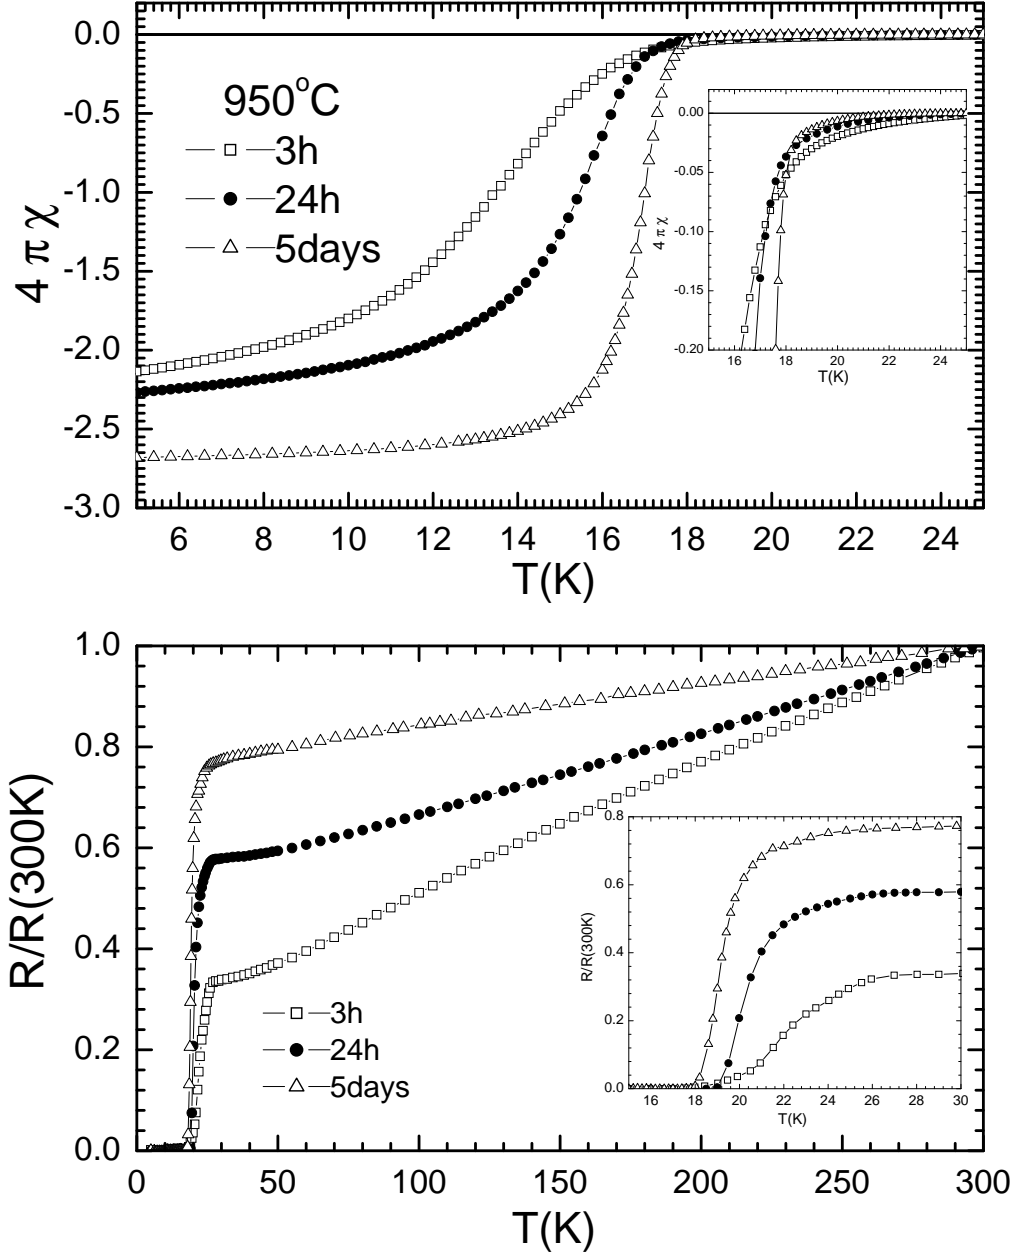 0.0
-0.5
-1.0
-1.5
-2.0
-2.5
-3.0
4 π χ
950°C
3h
24h
5days
6 8 10 12 14 16 18 20 22 24
T(K)
0.00
-0.05
-0.10
-0.15
-0.20
4 π χ
16 18 20 22 24
T(K)
1.0
0.8
0.6
0.4
0.2
0.0
R/R(300K)
3h
24h
5days
0 50 100 150 200 250 300
T(K)
0.8
0.6
0.4
0.2
0.0
R/R(300K)
16 18 20 22 24 26 28 30
T(K)